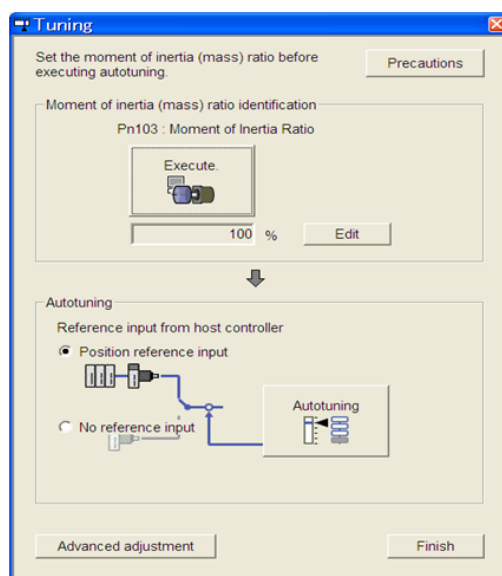 Tuning
Set the moment of inertia (mass) ratio before
executing autotuning.
Precautions
Moment of inertia (mass) ratio identification
Pn103 : Moment of Inertia Ratio
Execute.
100 %
Edit
Autotuning
Reference input from host controller
Position reference input
No reference input
Autotuning
Advanced adjustment
Finish